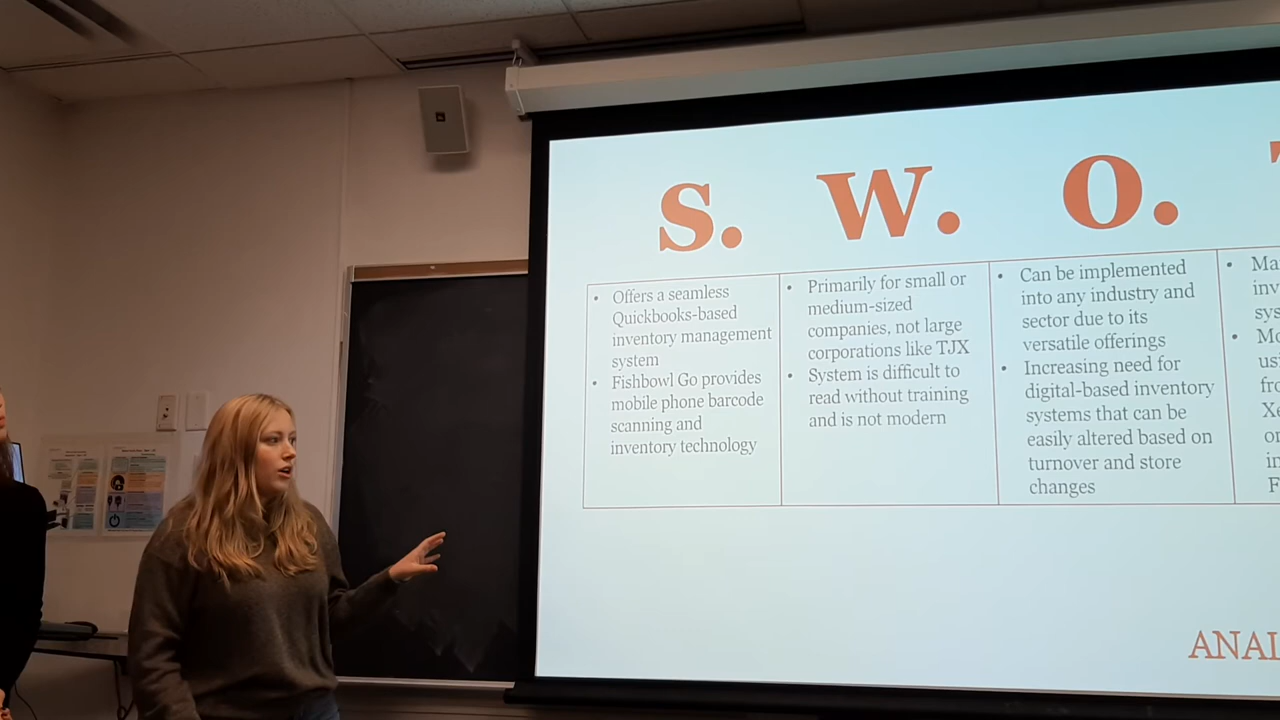 S. W. O.
• Offers a seamless
Quickbooks-based
inventory management
system
• Fishbowl Go provides
mobile phone barcode
scanning and
inventory technology
• Primarily for small or
medium-sized
companies, not large
corporations like TJX
• System is difficult to
read without training
and is not modern
• Can be implemented
into any industry and
sector due to its
versatile offerings
• Increasing need for
digital-based inventory
systems that can be
easily altered based on
turnover and store
changes